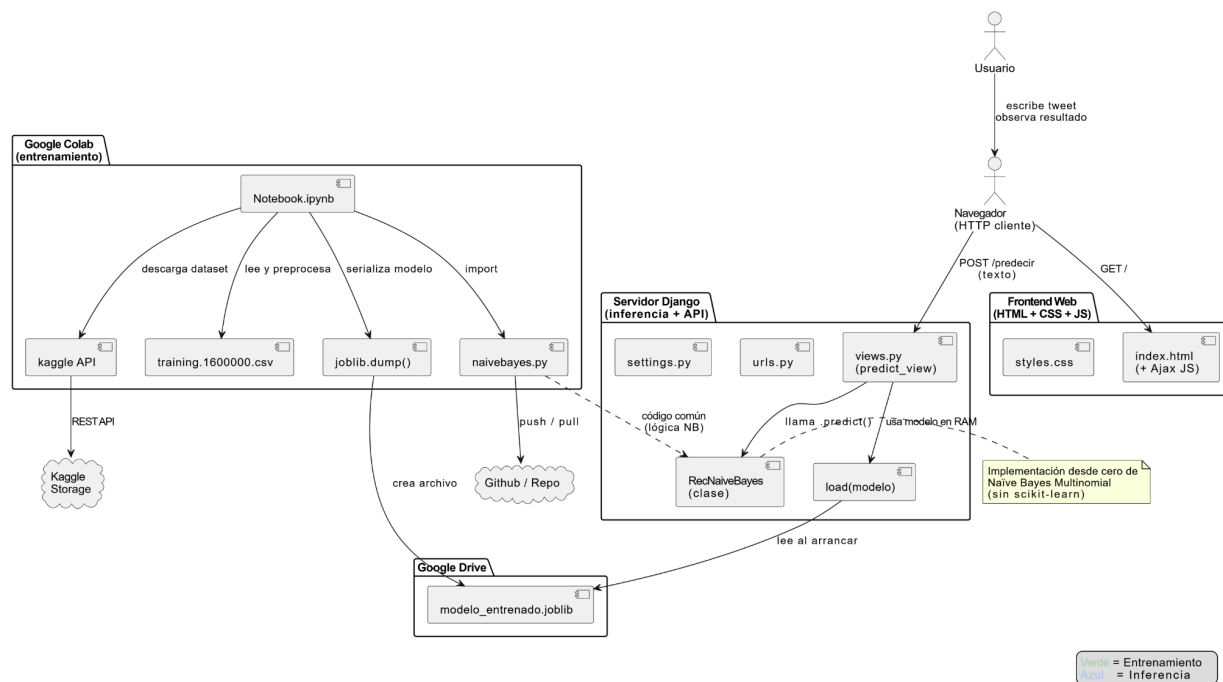 Usuario
escribe tweet
observa resultado
Google Colab
(entrenamiento)
Notebook.ipynb
Navegador
(HTTP cliente)
descarga dataset
lee y preprocesa
serializa modelo
import
POST /predecir
(texto)
GET /
Servidor Django
(inferencia + API)
Frontend Web
(HTML + CSS + JS)
kaggle API
training.1600000.csv
joblib.dump()
naivebayes.py
settings.py
urls.py
views.py
(predict_view)
styles.css
index.html
(+ Ajax JS)
REST API
push / pull
código común
(lógica NB)
llama .predict()
usa modelo en RAM
Kaggle
Storage
crea archivo
Github / Repo
RecNaiveBayes
(clase)
load(modelo)
Implementación desde cero de
Naïve Bayes Multinomial
(sin scikit-learn)
lee al arrancar
Google Drive
modelo_entrenado.joblib
Verde = Entrenamiento
Azul = Inferencia